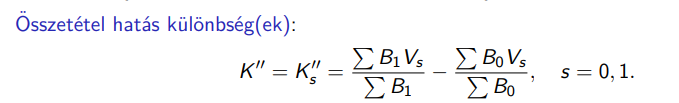 Összetétel hatás különbség(ek):
K″ = K″ₛ = ∑ B₁Vₛ / ∑ B₁ − ∑ B₀Vₛ / ∑ B₀, s = 0, 1.